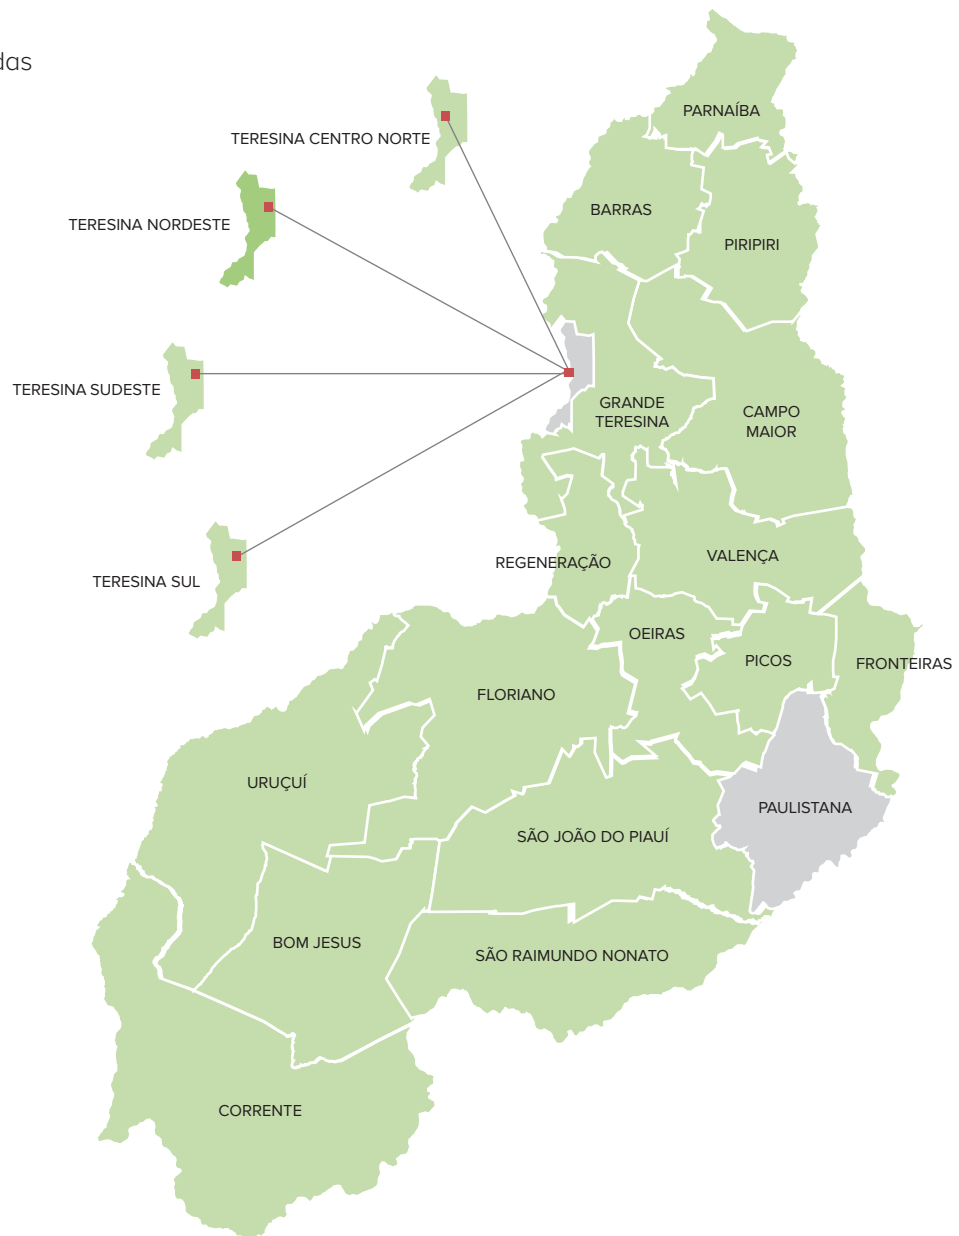 PARNAÍBA
TERESINA CENTRO NORTE
BARRAS
TERESINA NORDESTE
PIRIPIRI
TERESINA SUDESTE
GRANDE
TERESINA
CAMPO
MAIOR
REGENERAÇÃO
VALENÇA
TERESINA SUL
OEIRAS
PICOS
FRONTEIRAS
FLORIANO
URUÇUÍ
PAULISTANA
SÃO JOÃO DO PIAUÍ
BOM JESUS
SÃO RAIMUNDO NONATO
CORRENTE